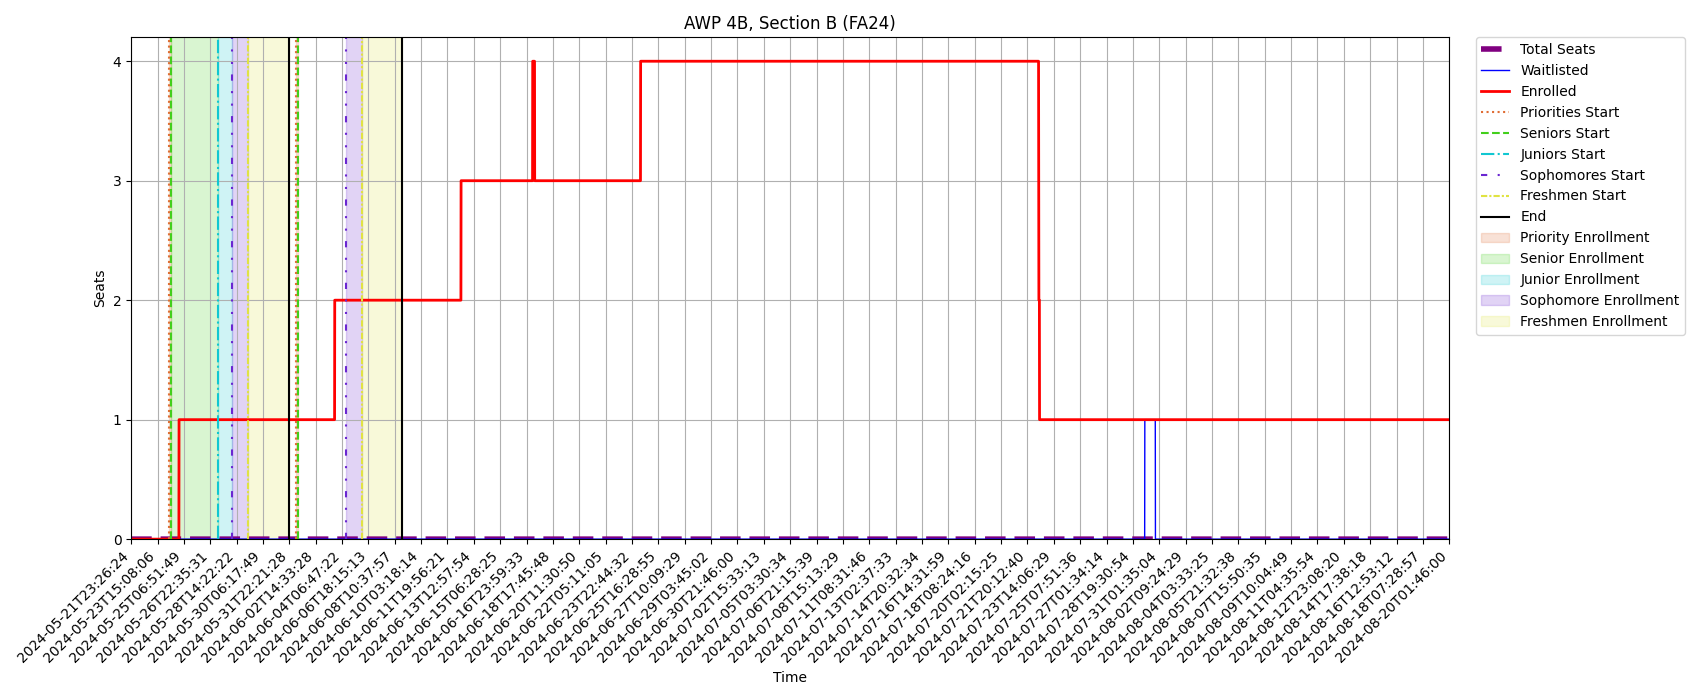 AWP 4B, Section B (FA24)
Seats
4
3
2
1
0
2024-05-21T23:26:24
2024-05-23T15:08:06
2024-05-25T06:51:49
2024-05-26T22:35:31
2024-05-28T14:22:22
2024-05-30T06:17:49
2024-05-31T22:21:28
2024-06-02T14:33:28
2024-06-04T06:47:22
2024-06-06T18:15:13
2024-06-08T10:37:57
2024-06-10T03:18:14
2024-06-11T19:56:21
2024-06-13T12:57:54
2024-06-15T06:28:25
2024-06-16T23:59:33
2024-06-18T17:45:48
2024-06-20T11:30:50
2024-06-22T05:11:05
2024-06-23T22:44:32
2024-06-25T16:28:55
2024-06-27T10:09:29
2024-06-29T03:45:02
2024-06-30T21:46:00
2024-07-02T15:33:13
2024-07-05T03:30:34
2024-07-06T21:15:39
2024-07-08T15:13:29
2024-07-11T08:31:46
2024-07-13T02:37:33
2024-07-14T20:32:34
2024-07-16T14:31:59
2024-07-18T08:24:16
2024-07-20T02:15:25
2024-07-21T20:12:40
2024-07-23T14:06:29
2024-07-25T07:51:36
2024-07-27T01:34:14
2024-07-28T19:30:54
2024-07-31T01:35:04
2024-08-02T09:24:29
2024-08-04T03:33:25
2024-08-05T21:32:38
2024-08-07T15:50:35
2024-08-09T10:04:49
2024-08-11T04:35:54
2024-08-12T23:08:20
2024-08-14T17:38:18
2024-08-16T12:53:12
2024-08-18T07:28:57
2024-08-20T01:46:00
Time
Total Seats
Waitlisted
Enrolled
Priorities Start
Seniors Start
Juniors Start
Sophomores Start
Freshmen Start
End
Priority Enrollment
Senior Enrollment
Junior Enrollment
Sophomore Enrollment
Freshmen Enrollment